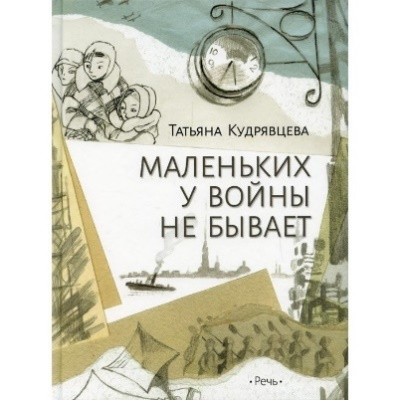 Татьяна Кудрявцева
МАЛЕНЬКИХ
У ВОЙНЫ
НЕ БЫВАЕТ
• Речь •